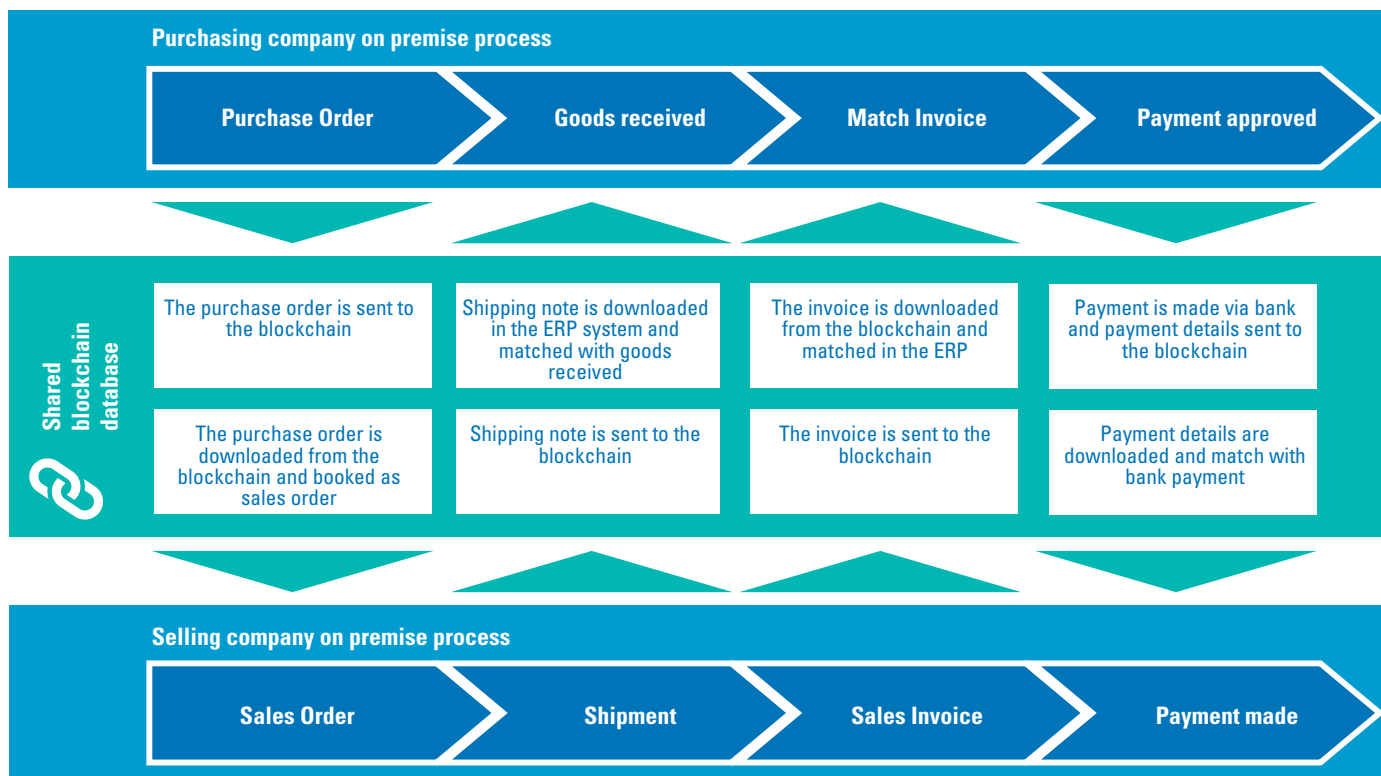 Purchasing company on premise process
Purchase Order
Goods received
Match Invoice
Payment approved
Shared
blockchain
database
The purchase order is sent to
the blockchain
Shipping note is downloaded
in the ERP system and
matched with goods
received
The invoice is downloaded
from the blockchain and
matched in the ERP
Payment is made via bank
and payment details sent to
the blockchain
The purchase order is
downloaded from the
blockchain and booked as
sales order
Shipping note is sent to the
blockchain
The invoice is sent to the
blockchain
Payment details are
downloaded and match with
bank payment
Selling company on premise process
Sales Order
Shipment
Sales Invoice
Payment made